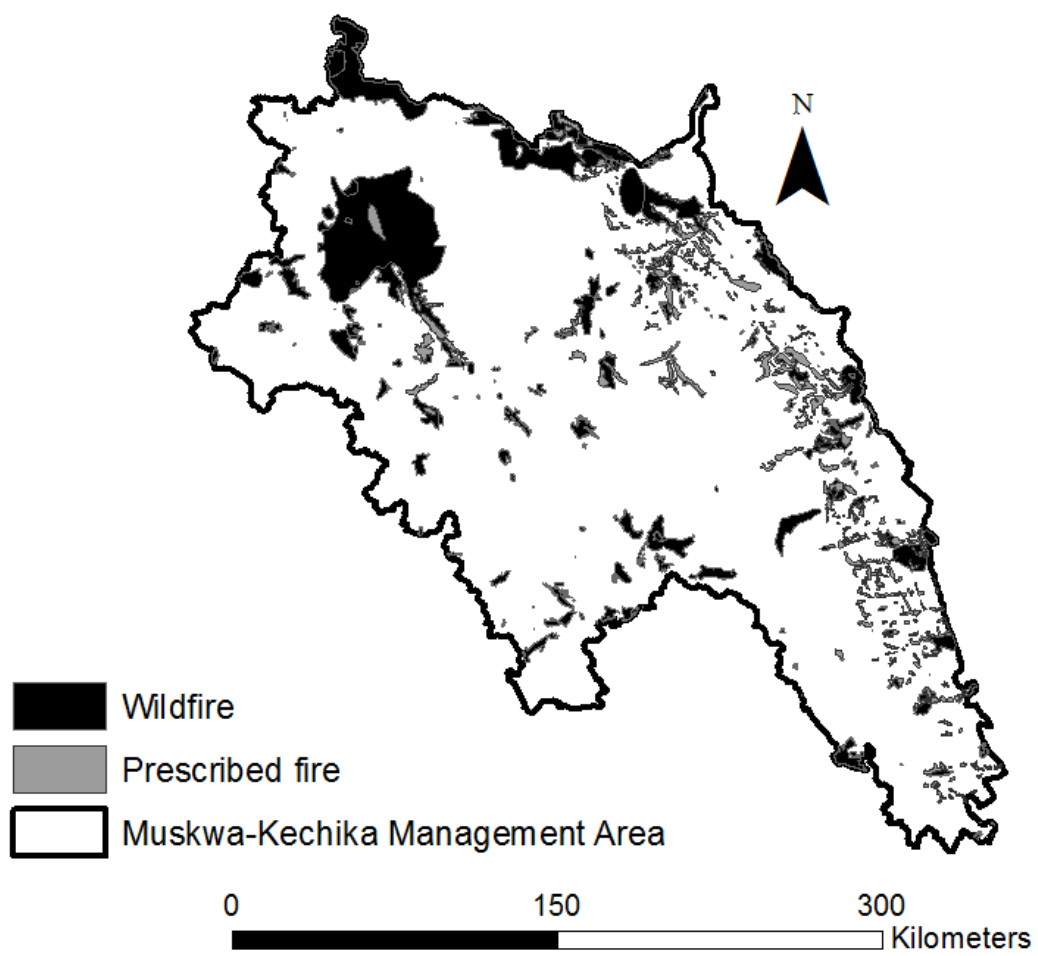 N
Wildfire
Prescribed fire
Muskwa-Kechika Management Area
0 150 300
Kilometers